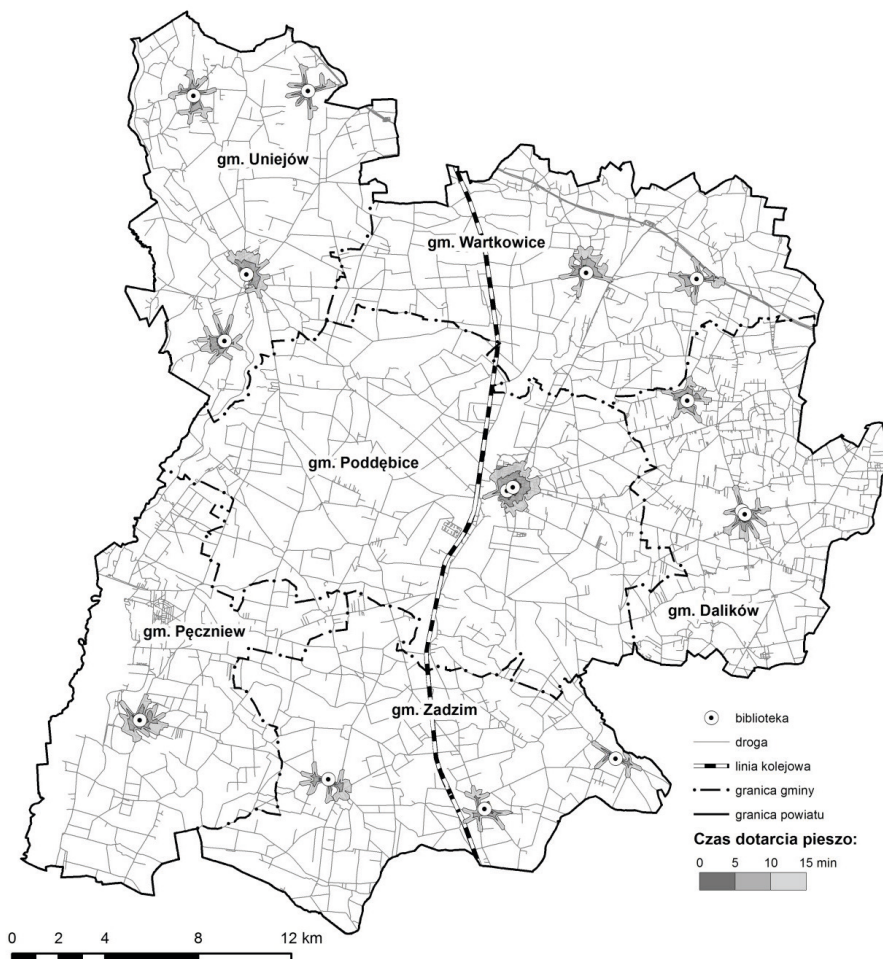 gm. Uniejów
gm. Wartkowice
gm. Poddębice
gm. Dalików
gm. Pęczniew
gm. Zadzim
biblioteka
droga
linia kolejowa
granica gminy
granica powiatu
Czas dotarcia pieszo:
0 5 10 15 min
0 2 4 8 12 km